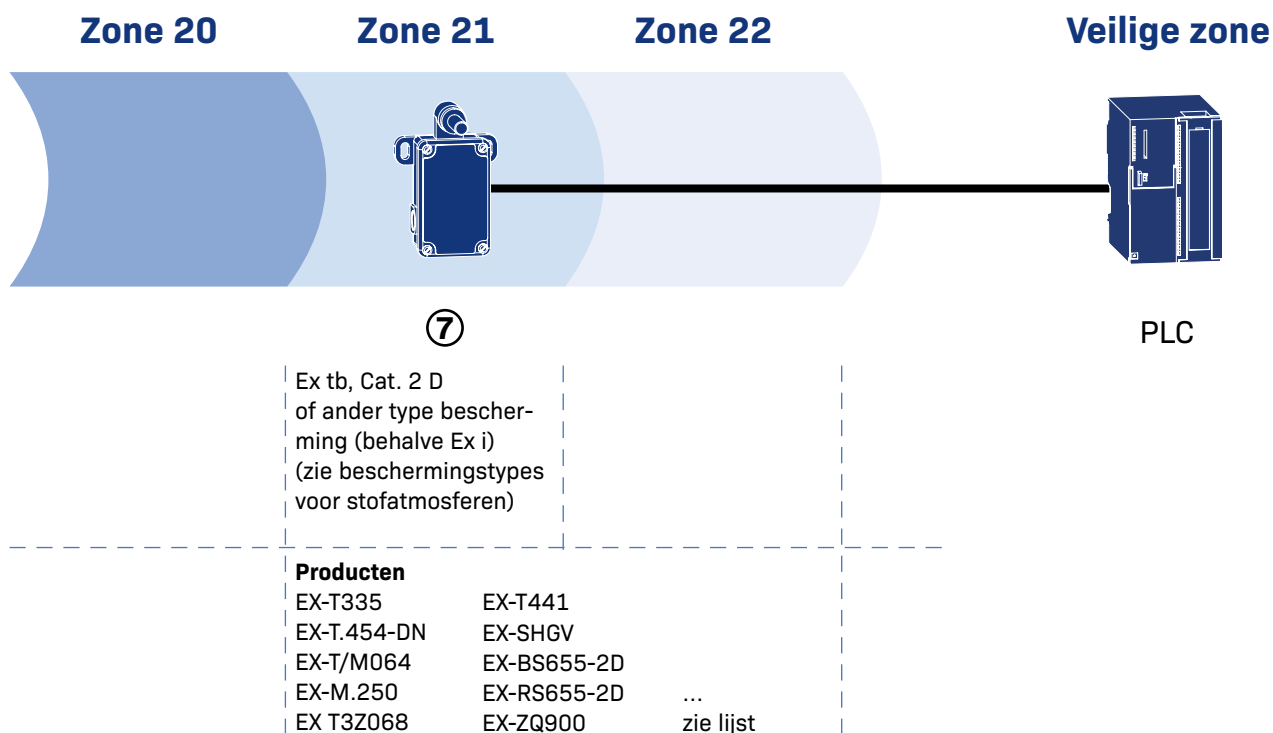 Zone 20 Zone 21 Zone 22 Veilige zone
⑦
PLC
Ex tb, Cat. 2 D
of ander type bescher-
ming (behalve Ex i)
(zie beschermingstypes
voor stofatmosferen)
Producten
EX-T335 EX-T441
EX-T.454-DN EX-SHGV
EX-T/M064 EX-BS655-2D
EX-M.250 EX-RS655-2D ...
EX T3Z068 EX-ZQ900 zie lijst